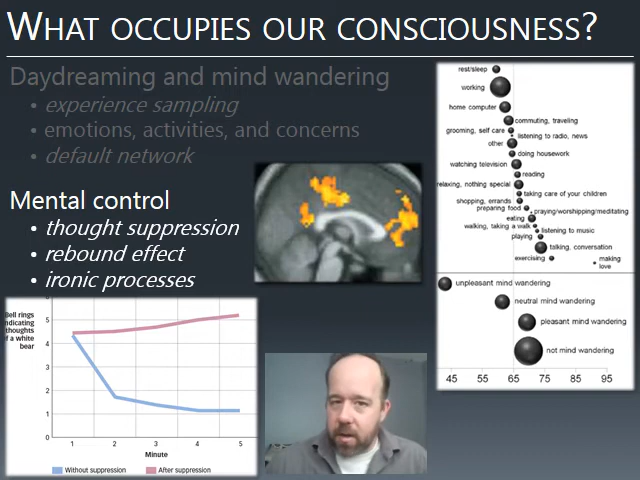 WHAT OCCUPIES OUR CONSCIOUSNESS?
Daydreaming and mind wandering
• experience sampling
• emotions, activities, and concerns
• default network
Mental control
• thought suppression
• rebound effect
• ironic processes
rest/sleep
working
home computer
commuting, traveling
grooming, self care
listening to radio, news
other
doing housework
watching television
reading
relaxing, nothing special
taking care of your children
shopping, errands
preparing food
praying/worshipping/meditating
eating
walking, taking a walk
listening to music
playing
talking, conversation
exercising
making
love
unpleasant mind wandering
neutral mind wandering
pleasant mind wandering
not mind wandering
45 55 65 75 85 95
Bell rings
indicating
thoughts
of a white
bear
5
4
3
2
1
0
1 2 3 4 5
Minute
Without suppression After suppression